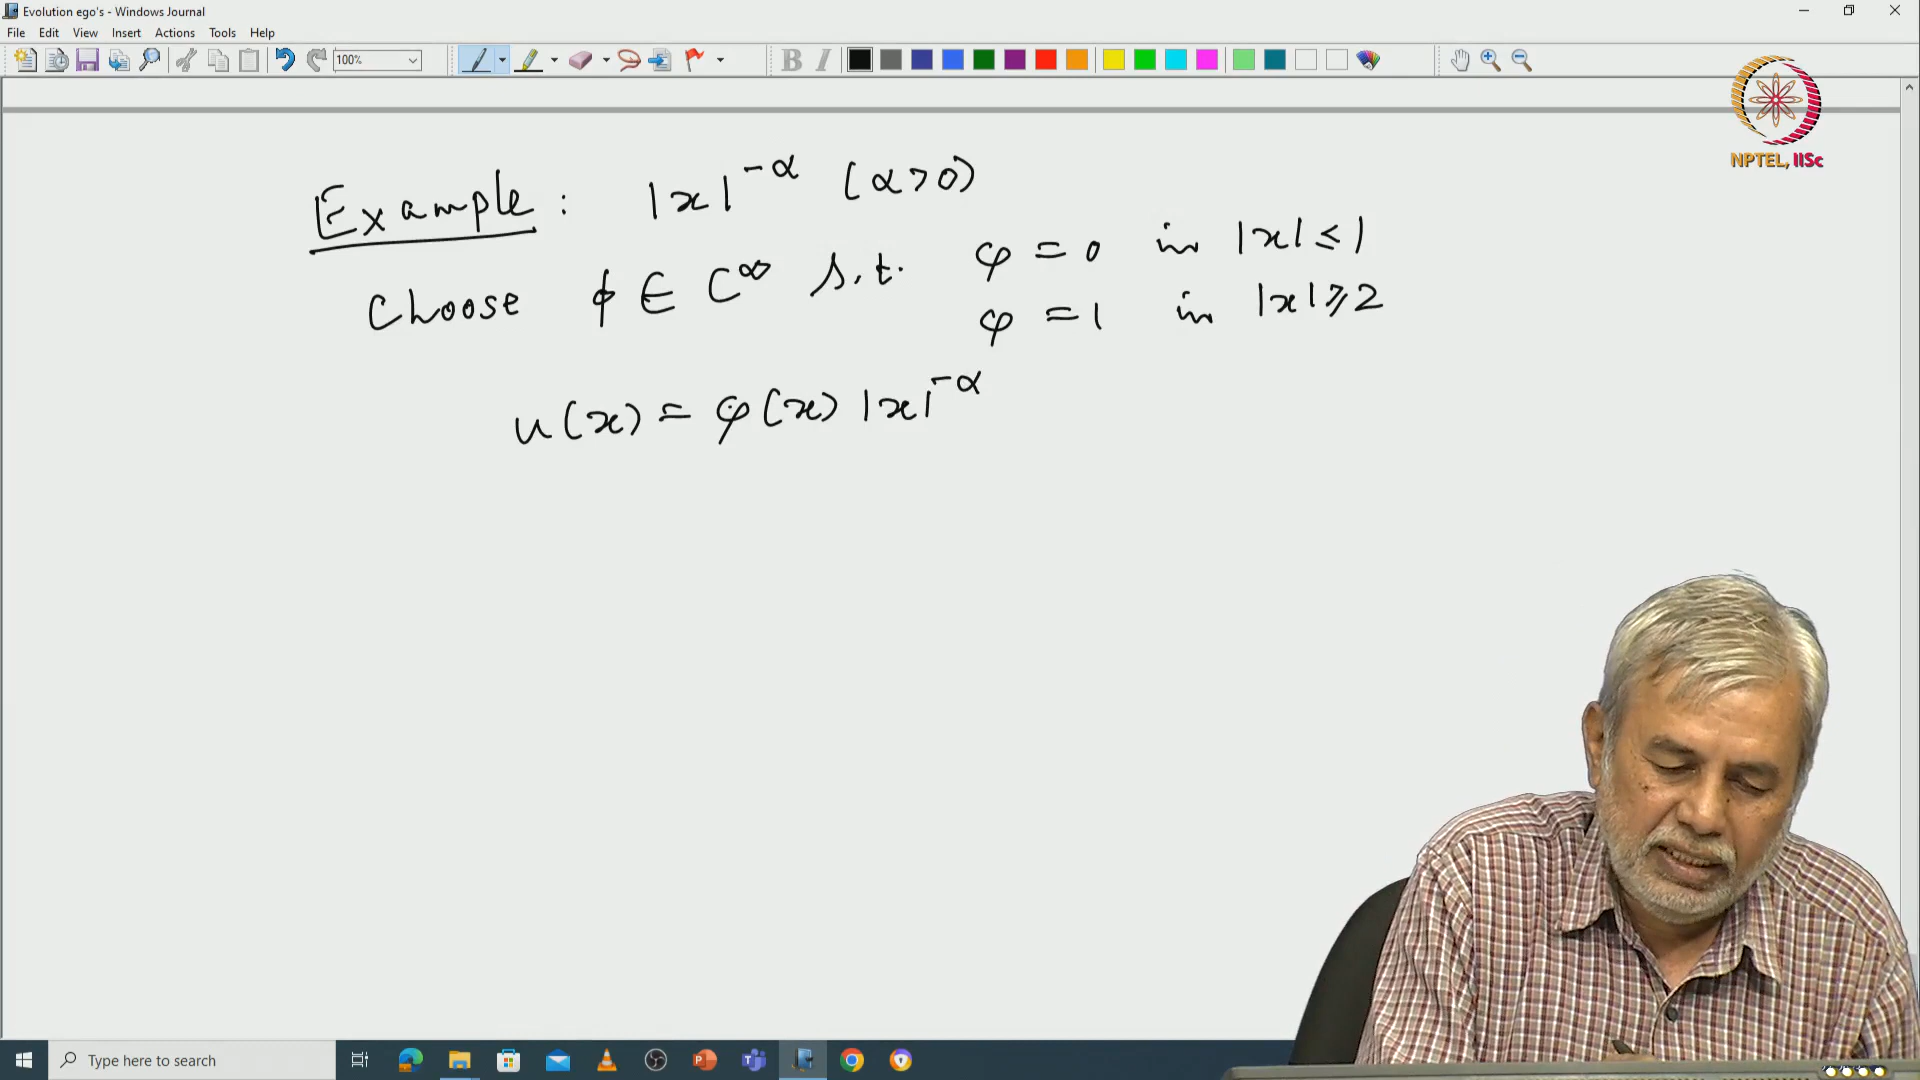 Evolution eqo's - Windows Journal
File Edit View Insert Actions Tools Help
100%
B I
NPTEL, IISc
Example : |x|^{-α} (α>0)
Choose ϕ ∈ C^∞ s.t. φ = 0 in |x| ≤ 1
φ = 1 in |x| ⩾ 2
u(x) = φ(x) |x|^{-α}
Type here to search